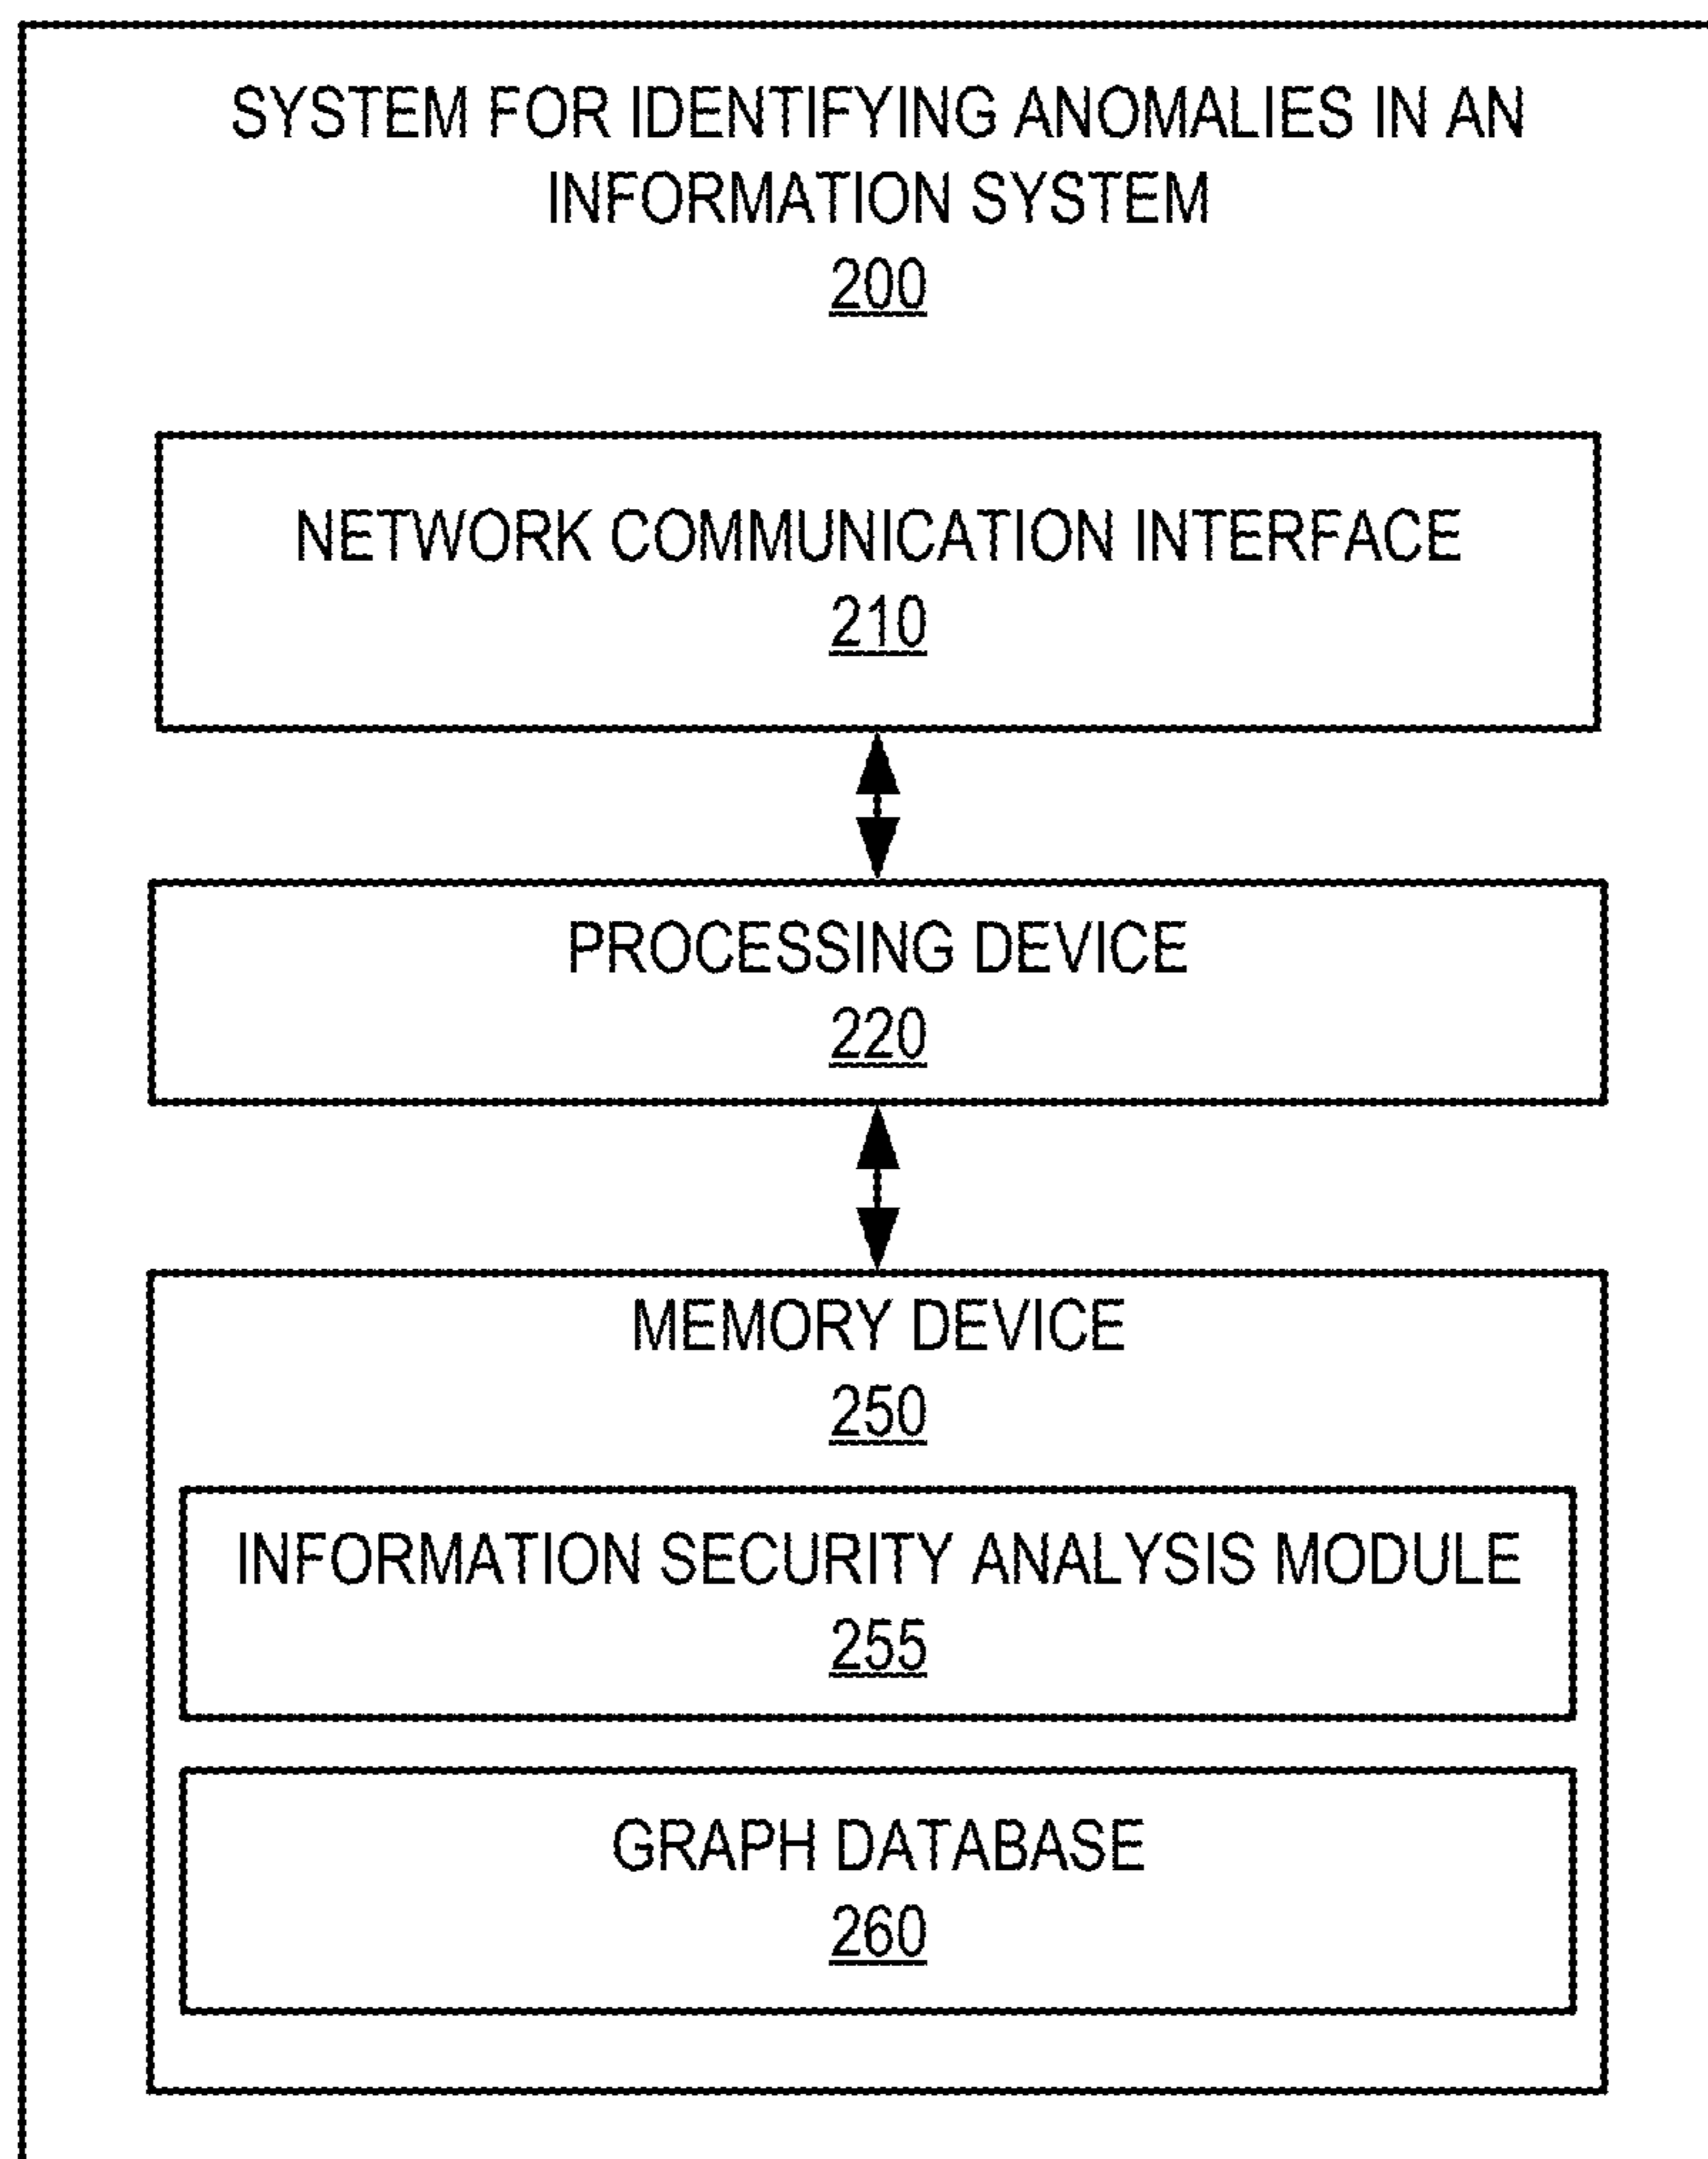 SYSTEM FOR IDENTIFYING ANOMALIES IN AN
INFORMATION SYSTEM
200
NETWORK COMMUNICATION INTERFACE
210
PROCESSING DEVICE
220
MEMORY DEVICE
250
INFORMATION SECURITY ANALYSIS MODULE
255
GRAPH DATABASE
260